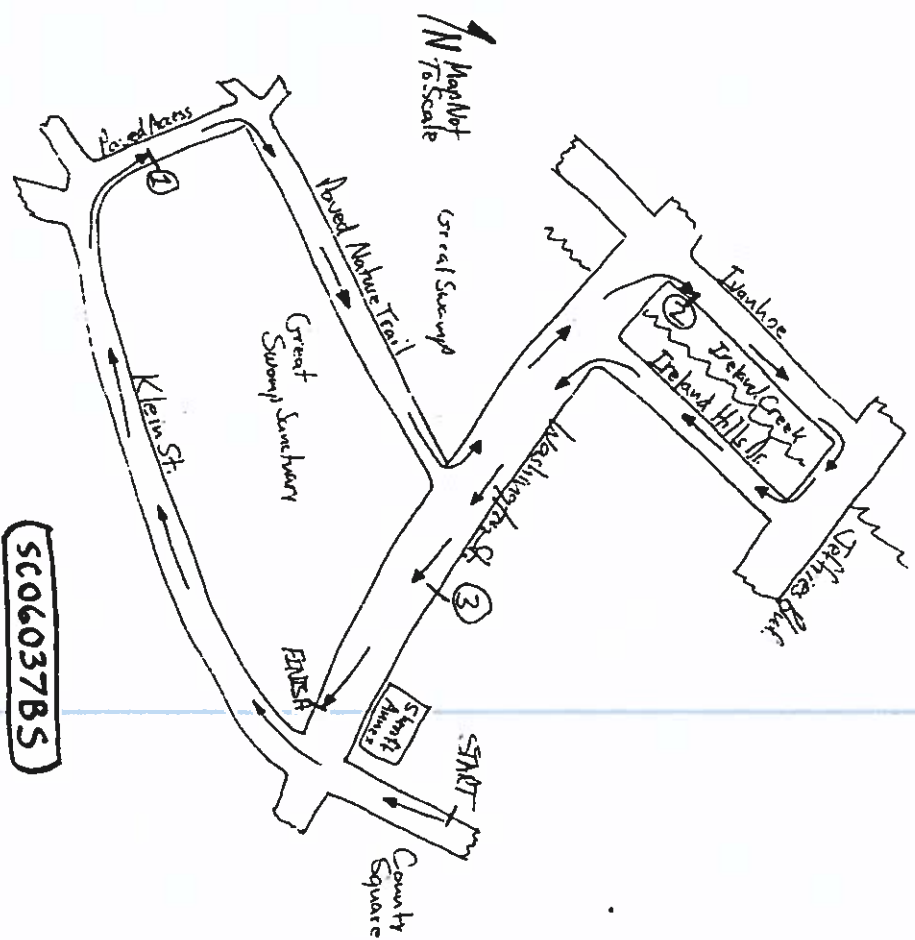 N
Map Not
To Scale
Paved Access
1
Paved Nature Trail
Great Swamp
Great
Swamp Sanctuary
Klein St.
Ivanhoe
2
Ireland Creek
Ireland Hills Dr.
Jefferies Blvd.
Washington St.
3
FINISH
Sheriff
Annex
START
County
Square
SC06037BS